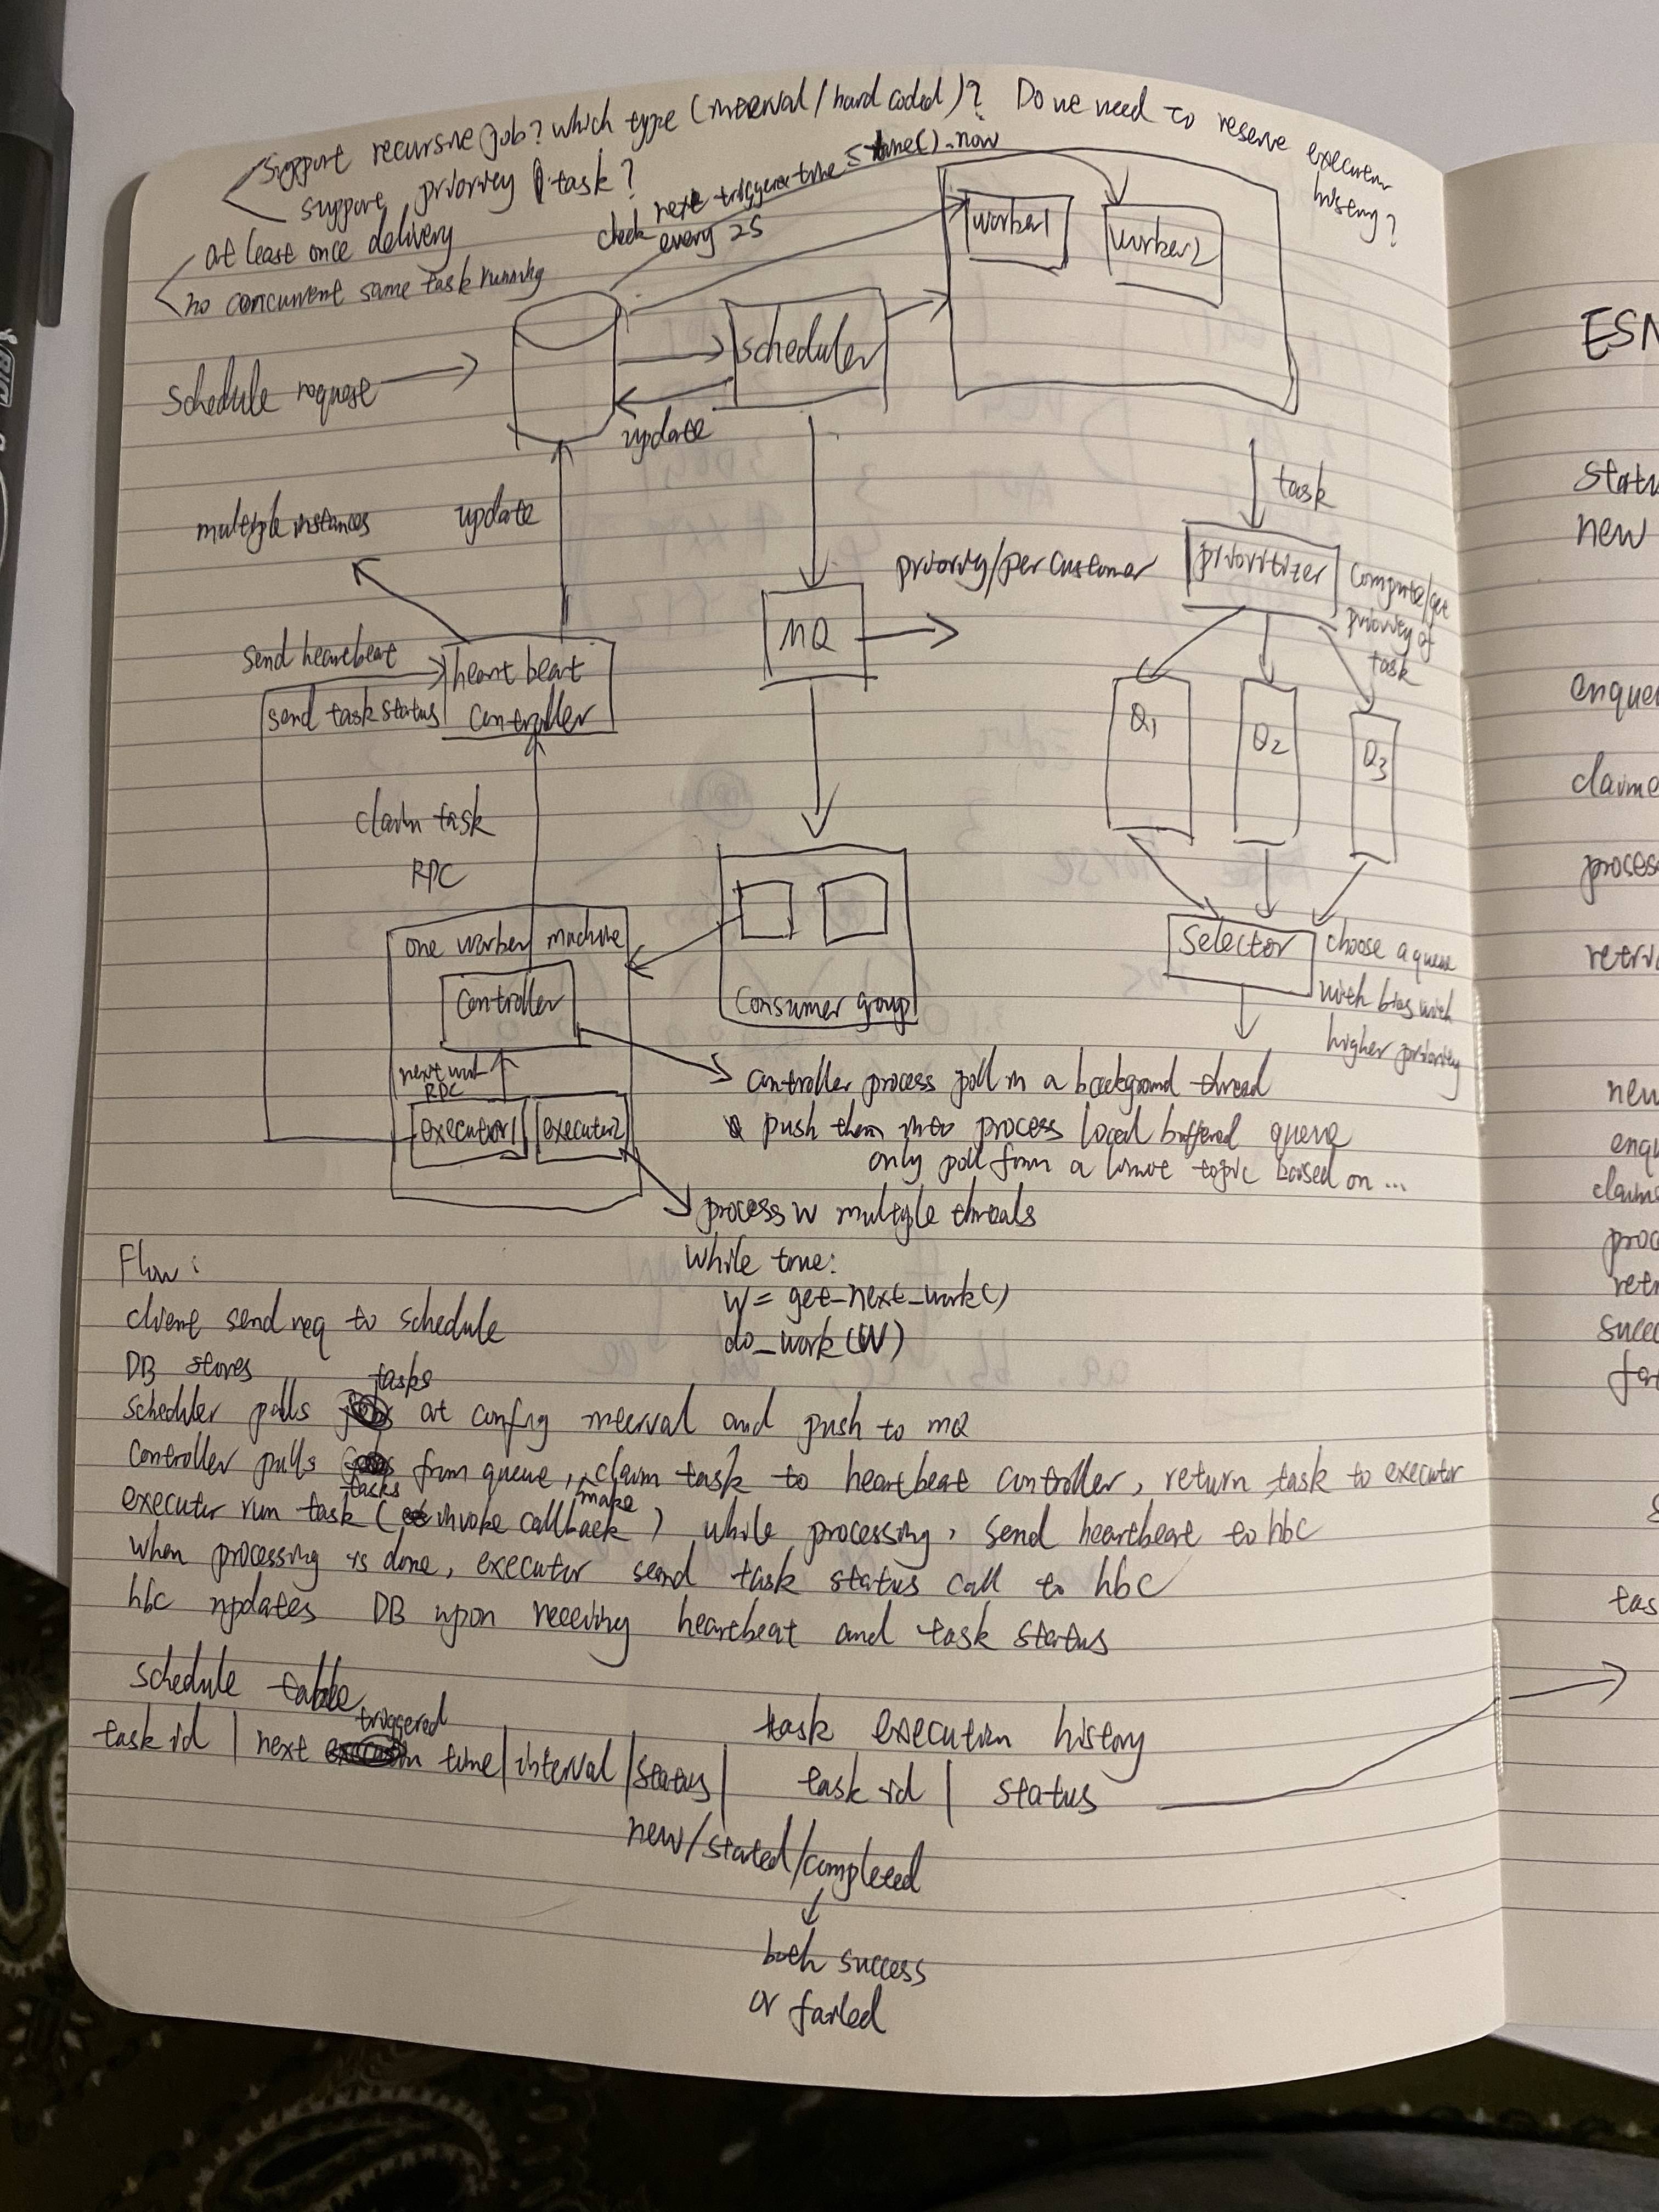 support recursive job? which type (interval/hard coded)? Do we need to reserve execution history?
support priority task?
at least once delivery
no concurrent same task running
check next trigger time ≤ time().now
every 2s
worker1
worker2
Schedule request
scheduler
update
multiple instances
update
task
priority/per customer
prioritizer
compute/get
priority of
task
MQ
send heartbeat
send task status
heart beat
controller
Q1
Q2
Q3
claim task
RPC
one worker machine
controller
next work
RPC
executor1
executor2
consumer group
selector
choose a queue
with bias with
higher priority
controller process poll in a background thread
push them into process local buffered queue
only poll from a limit topic based on ...
process w multiple threads
While true:
W = get_next_work()
do_work(W)
Flow:
client send req to schedule
DB stores
scheduler pulls tasks at config interval and push to MQ
controller pulls tasks from queue, make claim task to heartbeat controller, return task to executor
executor run task (invoke callback) while processing, send heartbeat to hbc
when processing is done, executor send task status call to hbc
hbc updates DB upon receiving heartbeat and task status
schedule table
task id | next triggered time | interval | status |
new/started/completed
both success
or failed
task execution history
task id | status
ESN
statu
new
enque
claime
proces
new
enqu
claim
proc
succ
tas